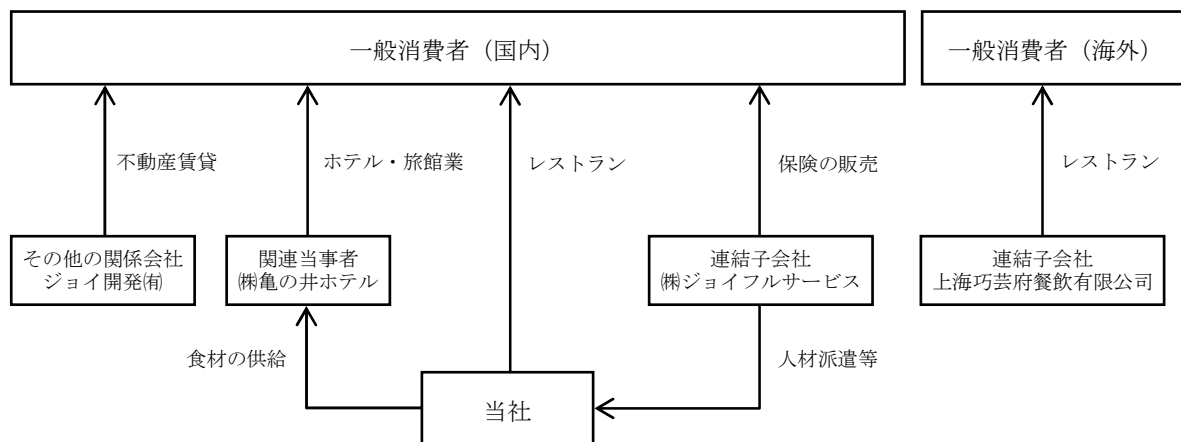 一般消費者（国内）
一般消費者（海外）
不動産賃貸
ホテル・旅館業
レストラン
保険の販売
レストラン
その他の関係会社
ジョイ開発㈲
関連当事者
㈱亀の井ホテル
連結子会社
㈱ジョイフルサービス
連結子会社
上海巧芸府餐飲有限公司
食材の供給
人材派遣等
当社